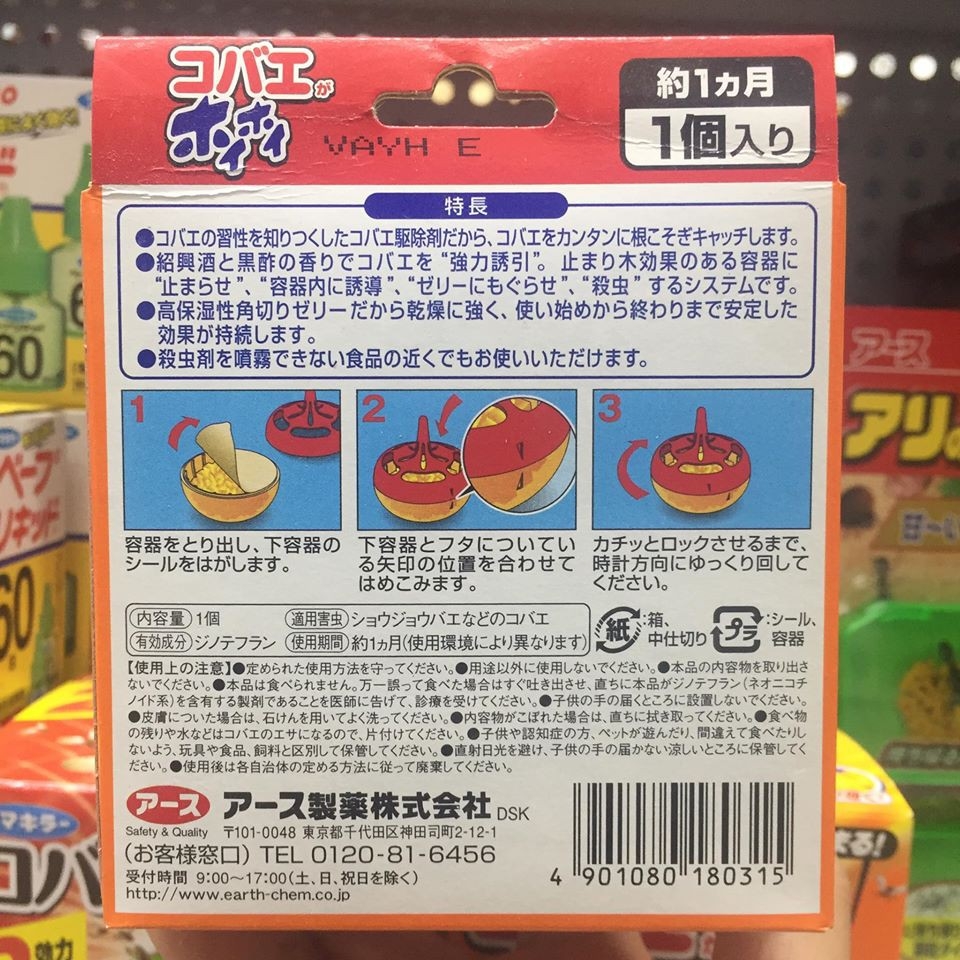 コバエが
ホイホイ
VAYH E
約1ヵ月
1個入り
特長
●コバエの習性を知りつくしたコバエ駆除剤だから、コバエをカンタンに根こそぎキャッチします。
●紹興酒と黒酢の香りでコバエを“強力誘引”。止まり木効果のある容器に
“止まらせ”、“容器内に誘導”、“ゼリーにもぐらせ”、“殺虫”するシステムです。
●高保湿性角切りゼリーだから乾燥に強く、使い始めから終わりまで安定した
効果が持続します。
●殺虫剤を噴霧できない食品の近くでもお使いいただけます。
1
容器をとり出し、下容器の
シールをはがします。
2
下容器とフタについてい
る矢印の位置を合わせて
はめこみます。
3
カチッとロックさせるまで、
時計方向にゆっくり回して
ください。
内容量 1個 適用害虫 ショウジョウバエなどのコバエ
有効成分 ジノテフラン 使用期間 約1ヵ月(使用環境により異なります)
紙 :箱、
中仕切り
プラ :シール、
容器
【使用上の注意】●定められた使用方法を守ってください。●用途以外に使用しないでください。●本品の内容物を取り出さ
ないでください。●本品は食べられません。万一誤って食べた場合はすぐ吐き出させ、直ちに本品がジノテフラン(ネオニコチ
ノイド系)を含有する製剤であることを医師に告げて、診療を受けてください。●子供の手の届くところに設置しないでください。
●皮膚についた場合は、石けんを用いてよく洗ってください。●内容物がこぼれた場合は、直ちに拭き取ってください。●食べ物
の残りや水などはコバエのエサになるので、片付けてください。●子供や認知症の方、ペットが遊んだり、間違えて食べたりし
ないよう、玩具や食品、飼料と区別して保管してください。●直射日光を避け、子供の手の届かない涼しいところに保管してく
ださい。●使用後は各自治体の定める方法に従って廃棄してください。
アース
Safety & Quality
アース製薬株式会社 DSK
〒101-0048 東京都千代田区神田司町2-12-1
(お客様窓口) TEL 0120-81-6456
受付時間 9:00〜17:00(土、日、祝日を除く)
http://www.earth-chem.co.jp
4 901080 180315
60
ベープ
リキッド
60
マキラー
コバ
効力
アース
アリの